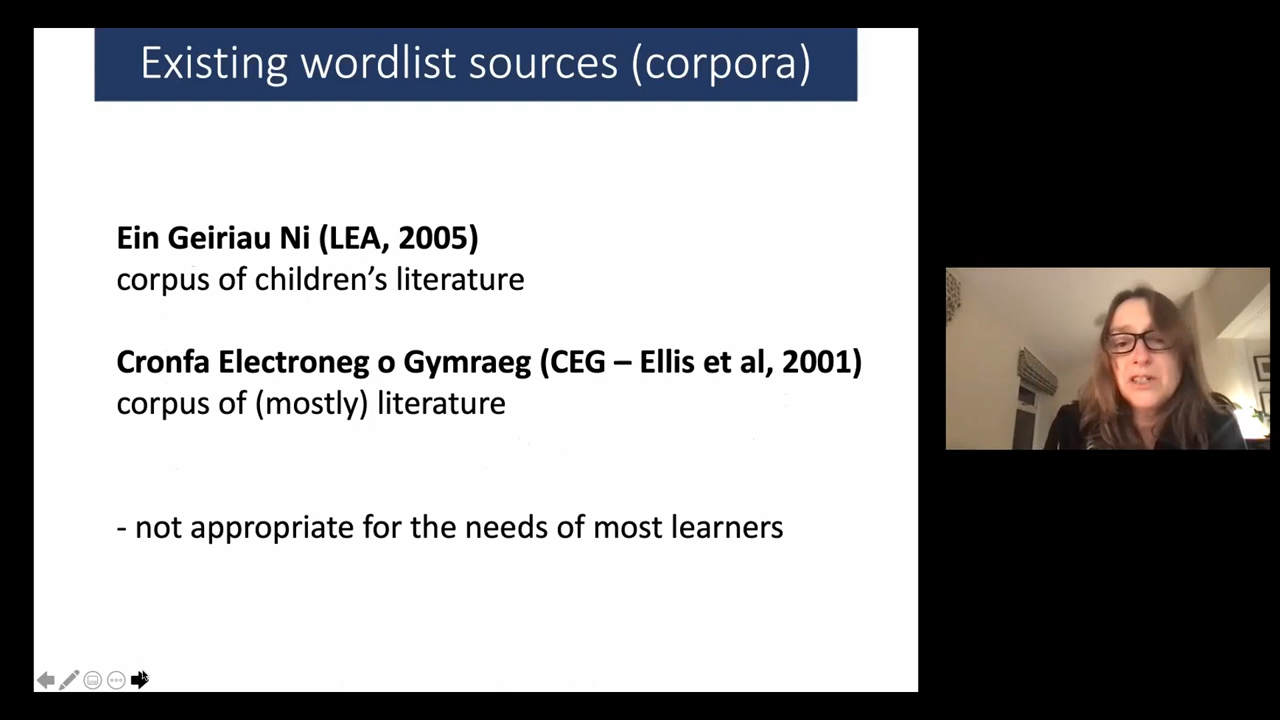 Existing wordlist sources (corpora)
Ein Geiriau Ni (LEA, 2005)
corpus of children’s literature
Cronfa Electroneg o Gymraeg (CEG – Ellis et al, 2001)
corpus of (mostly) literature
- not appropriate for the needs of most learners